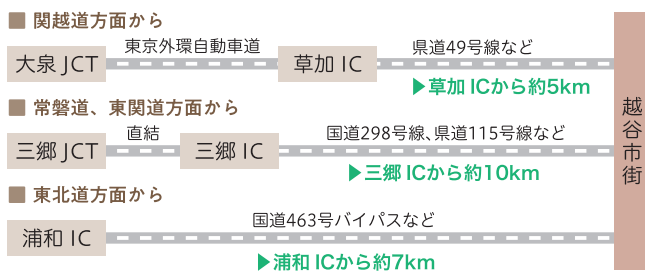 ■ 関越道方面から
大泉 JCT
東京外環自動車道
草加 IC
県道49号線など
▶草加 ICから約5km
■ 常磐道、東関道方面から
三郷 JCT
直結
三郷 IC
国道298号線、県道115号線など
▶三郷 ICから約10km
■ 東北道方面から
浦和 IC
国道463号バイパスなど
▶浦和 ICから約7km
越谷市街